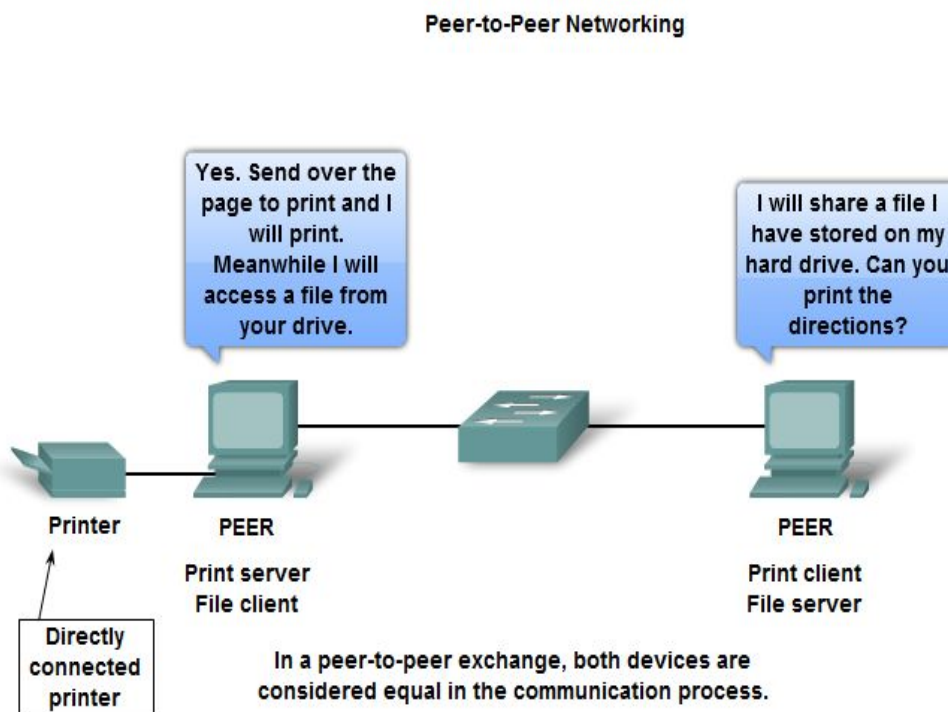 Peer-to-Peer Networking
Yes. Send over the
page to print and I
will print.
Meanwhile I will
access a file from
your drive.
I will share a file I
have stored on my
hard drive. Can you
print the
directions?
Printer
PEER
Print server
File client
PEER
Print client
File server
Directly
connected
printer
In a peer-to-peer exchange, both devices are
considered equal in the communication process.